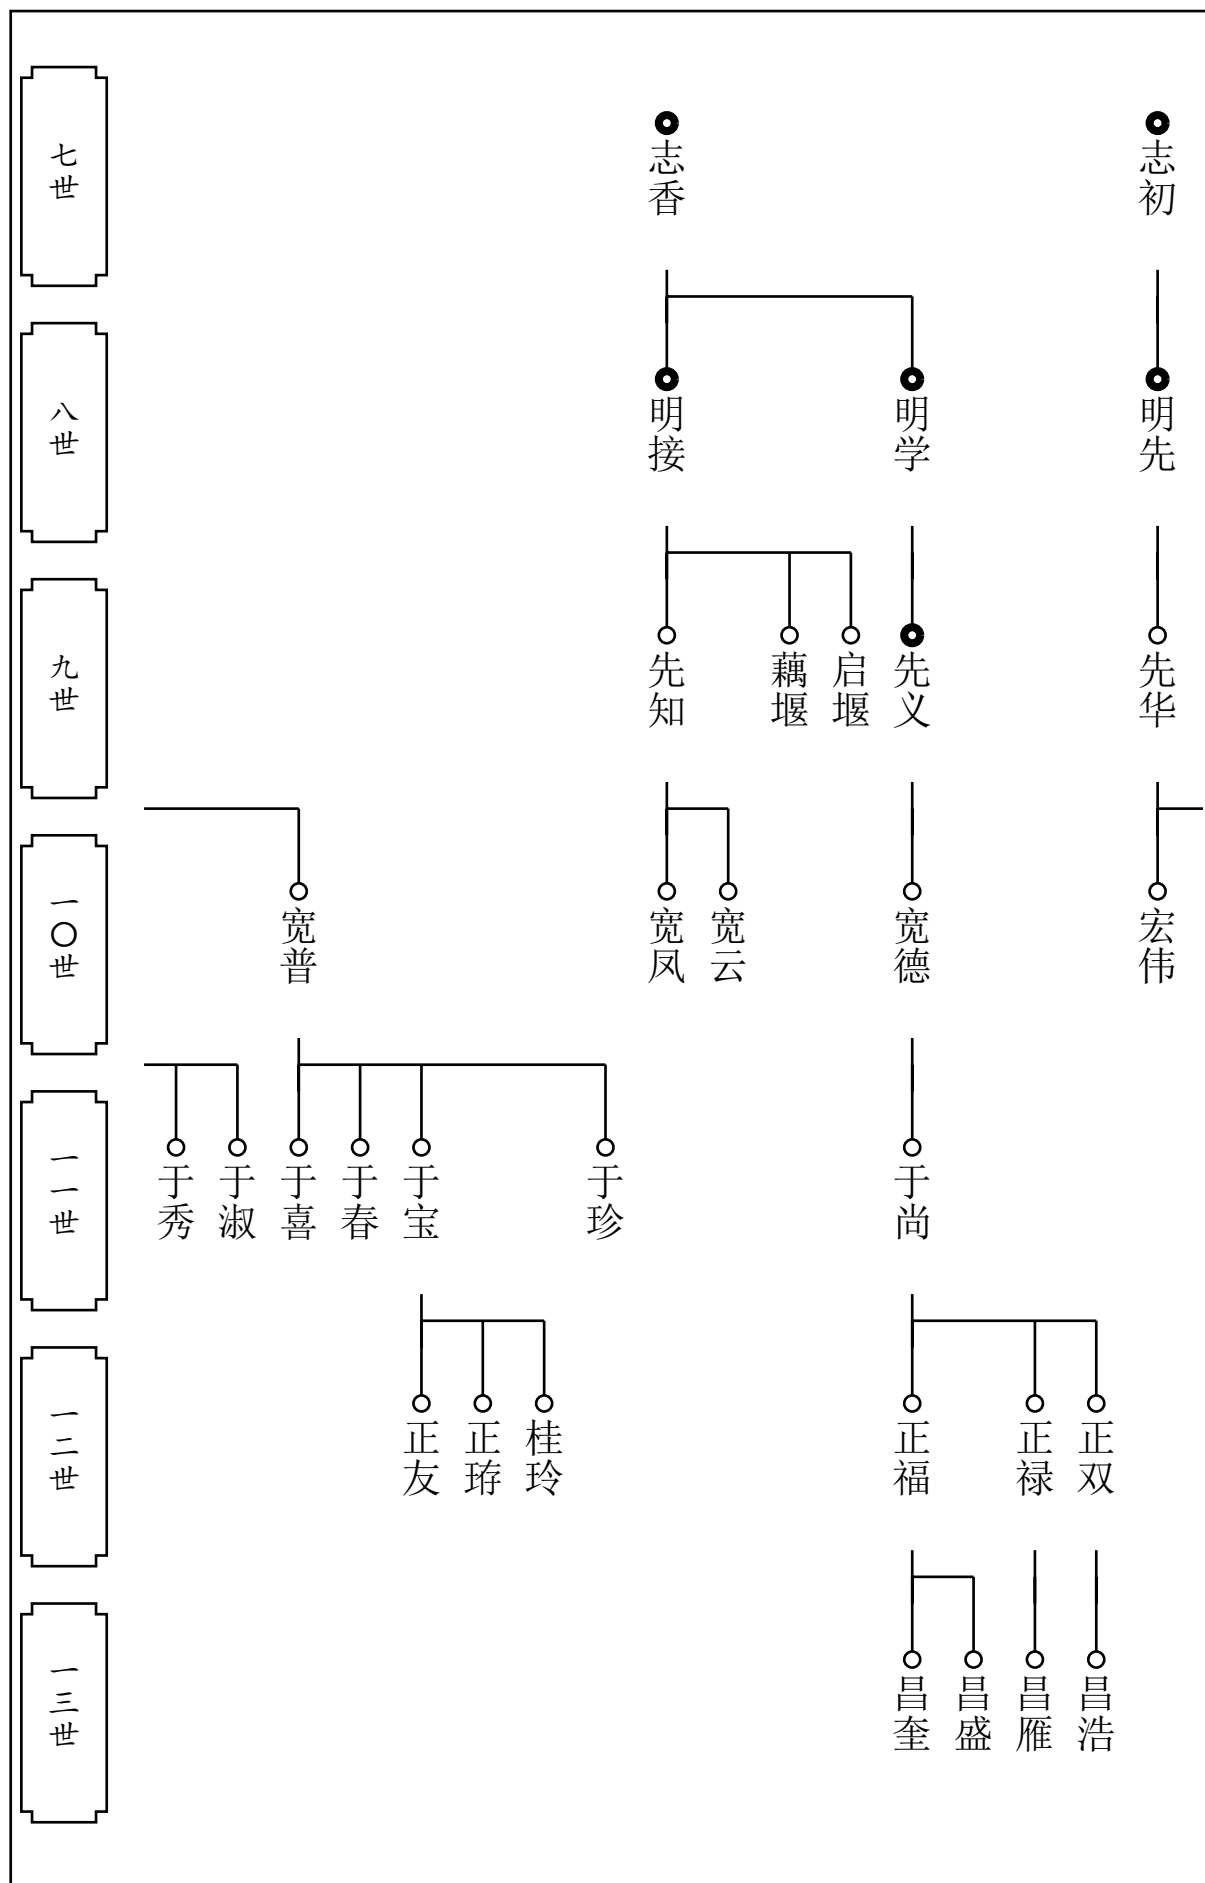 七世
志香
志初
八世
明接
明学
明先
九世
先知
藕堰
启堰
先义
先华
一〇世
宽普
宽凤
宽云
宽德
宏伟
一一世
于秀
于淑
于喜
于春
于宝
于珍
于尚
一二世
正友
正珔
桂玲
正福
正禄
正双
一三世
昌奎
昌盛
昌雁
昌浩